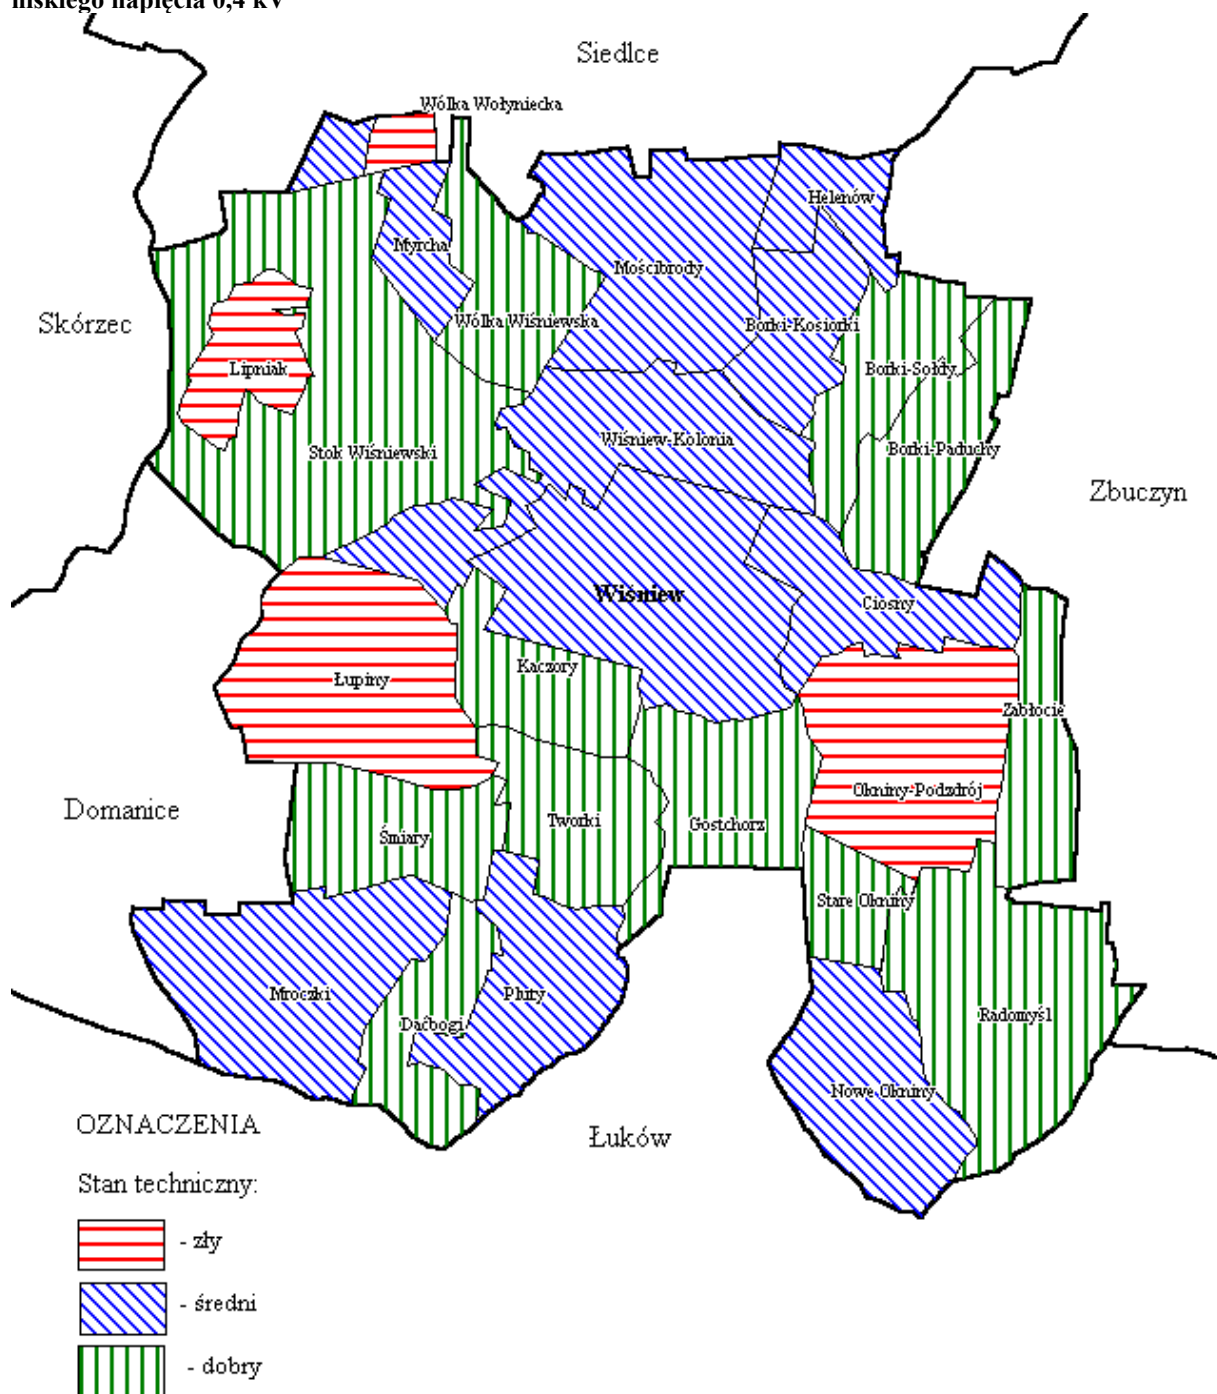 niskiego napięcia 0,4 kV
Siedlce
Wólka Wołyniecka
Helenów
Myrcha
Mościbrody
Skórzec
Wólka Wiśniewska
Borki-Kosiorki
Lipniak
Borki-Sołdy
Wiśniew-Kolonia
Stok Wiśniewski
Borki-Paduchy
Zbuczyn
Wiśniew
Ciosny
Kaczory
Łupiny
Zabłocie
Okniny-Podzdrój
Domanice
Śmiary
Tworki
Gostchorz
Stare Okniny
Mroczki
Pluty
Daćbogi
Radomyśl
Nowe Okniny
OZNACZENIA
Łuków
Stan techniczny:
- zły
- średni
- dobry